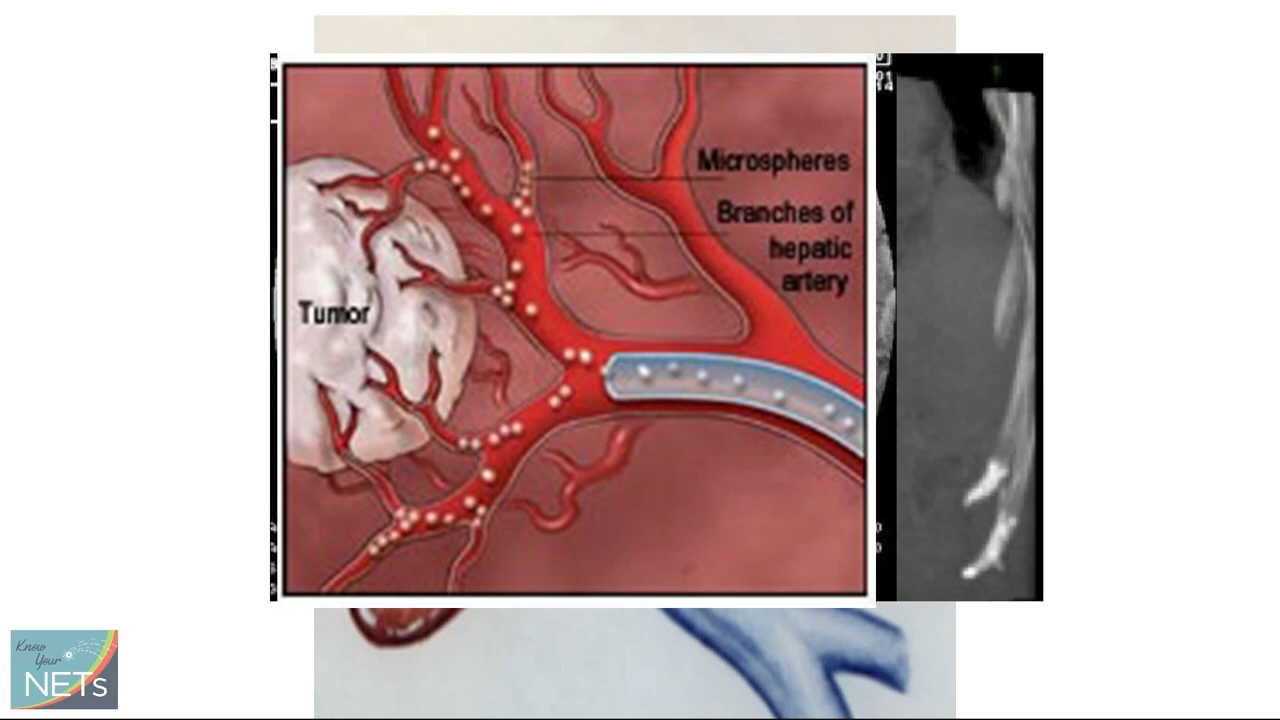 Microspheres
Branches of
hepatic
artery
Tumor
Know
Your
NETs